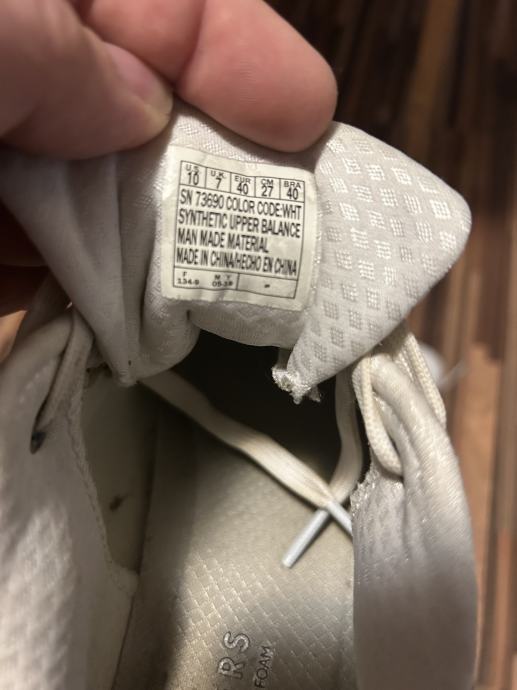 U.S. U.K. EUR CM BRA
10 7 40 27 40
SN 73690 COLOR CODE:WHT
SYNTHETIC UPPER BALANCE
MAN MADE MATERIAL
MADE IN CHINA/HECHO EN CHINA
F M Y
RS
FOAM